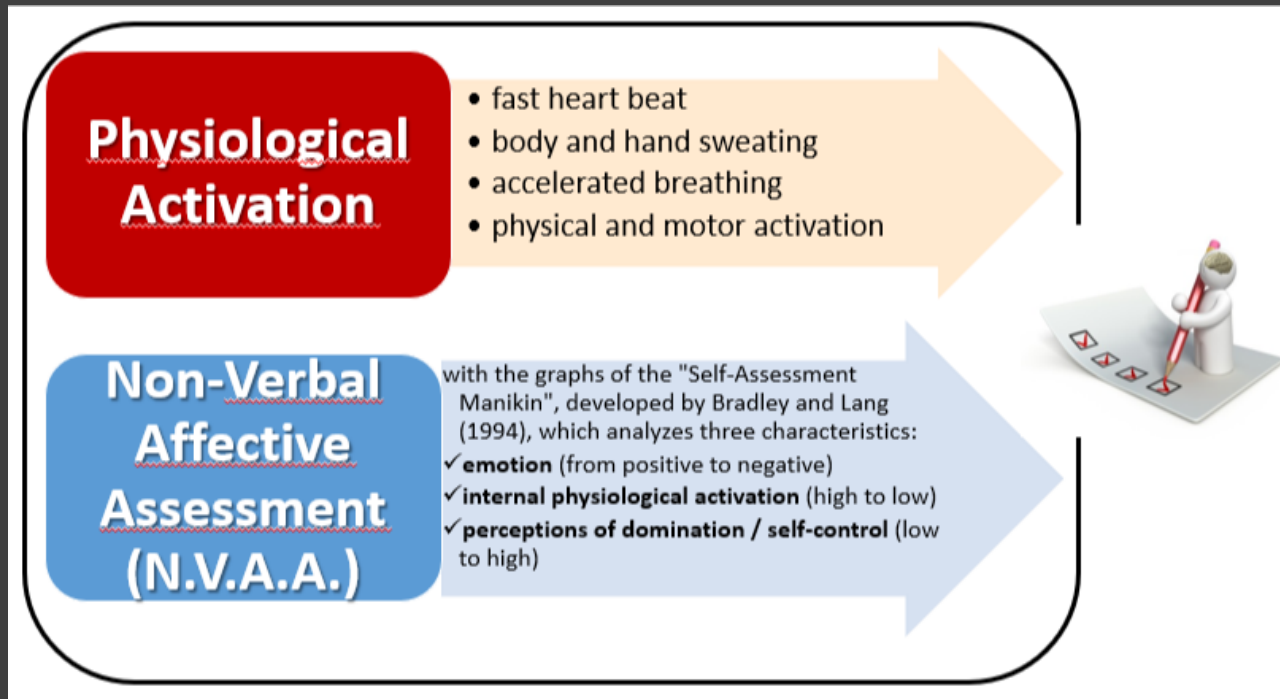 Physiological
Activation
• fast heart beat
• body and hand sweating
• accelerated breathing
• physical and motor activation
Non-Verbal
Affective
Assessment
(N.V.A.A.)
with the graphs of the "Self-Assessment
Manikin", developed by Bradley and Lang
(1994), which analyzes three characteristics:
✓emotion (from positive to negative)
✓internal physiological activation (high to low)
✓perceptions of domination / self-control (low
to high)